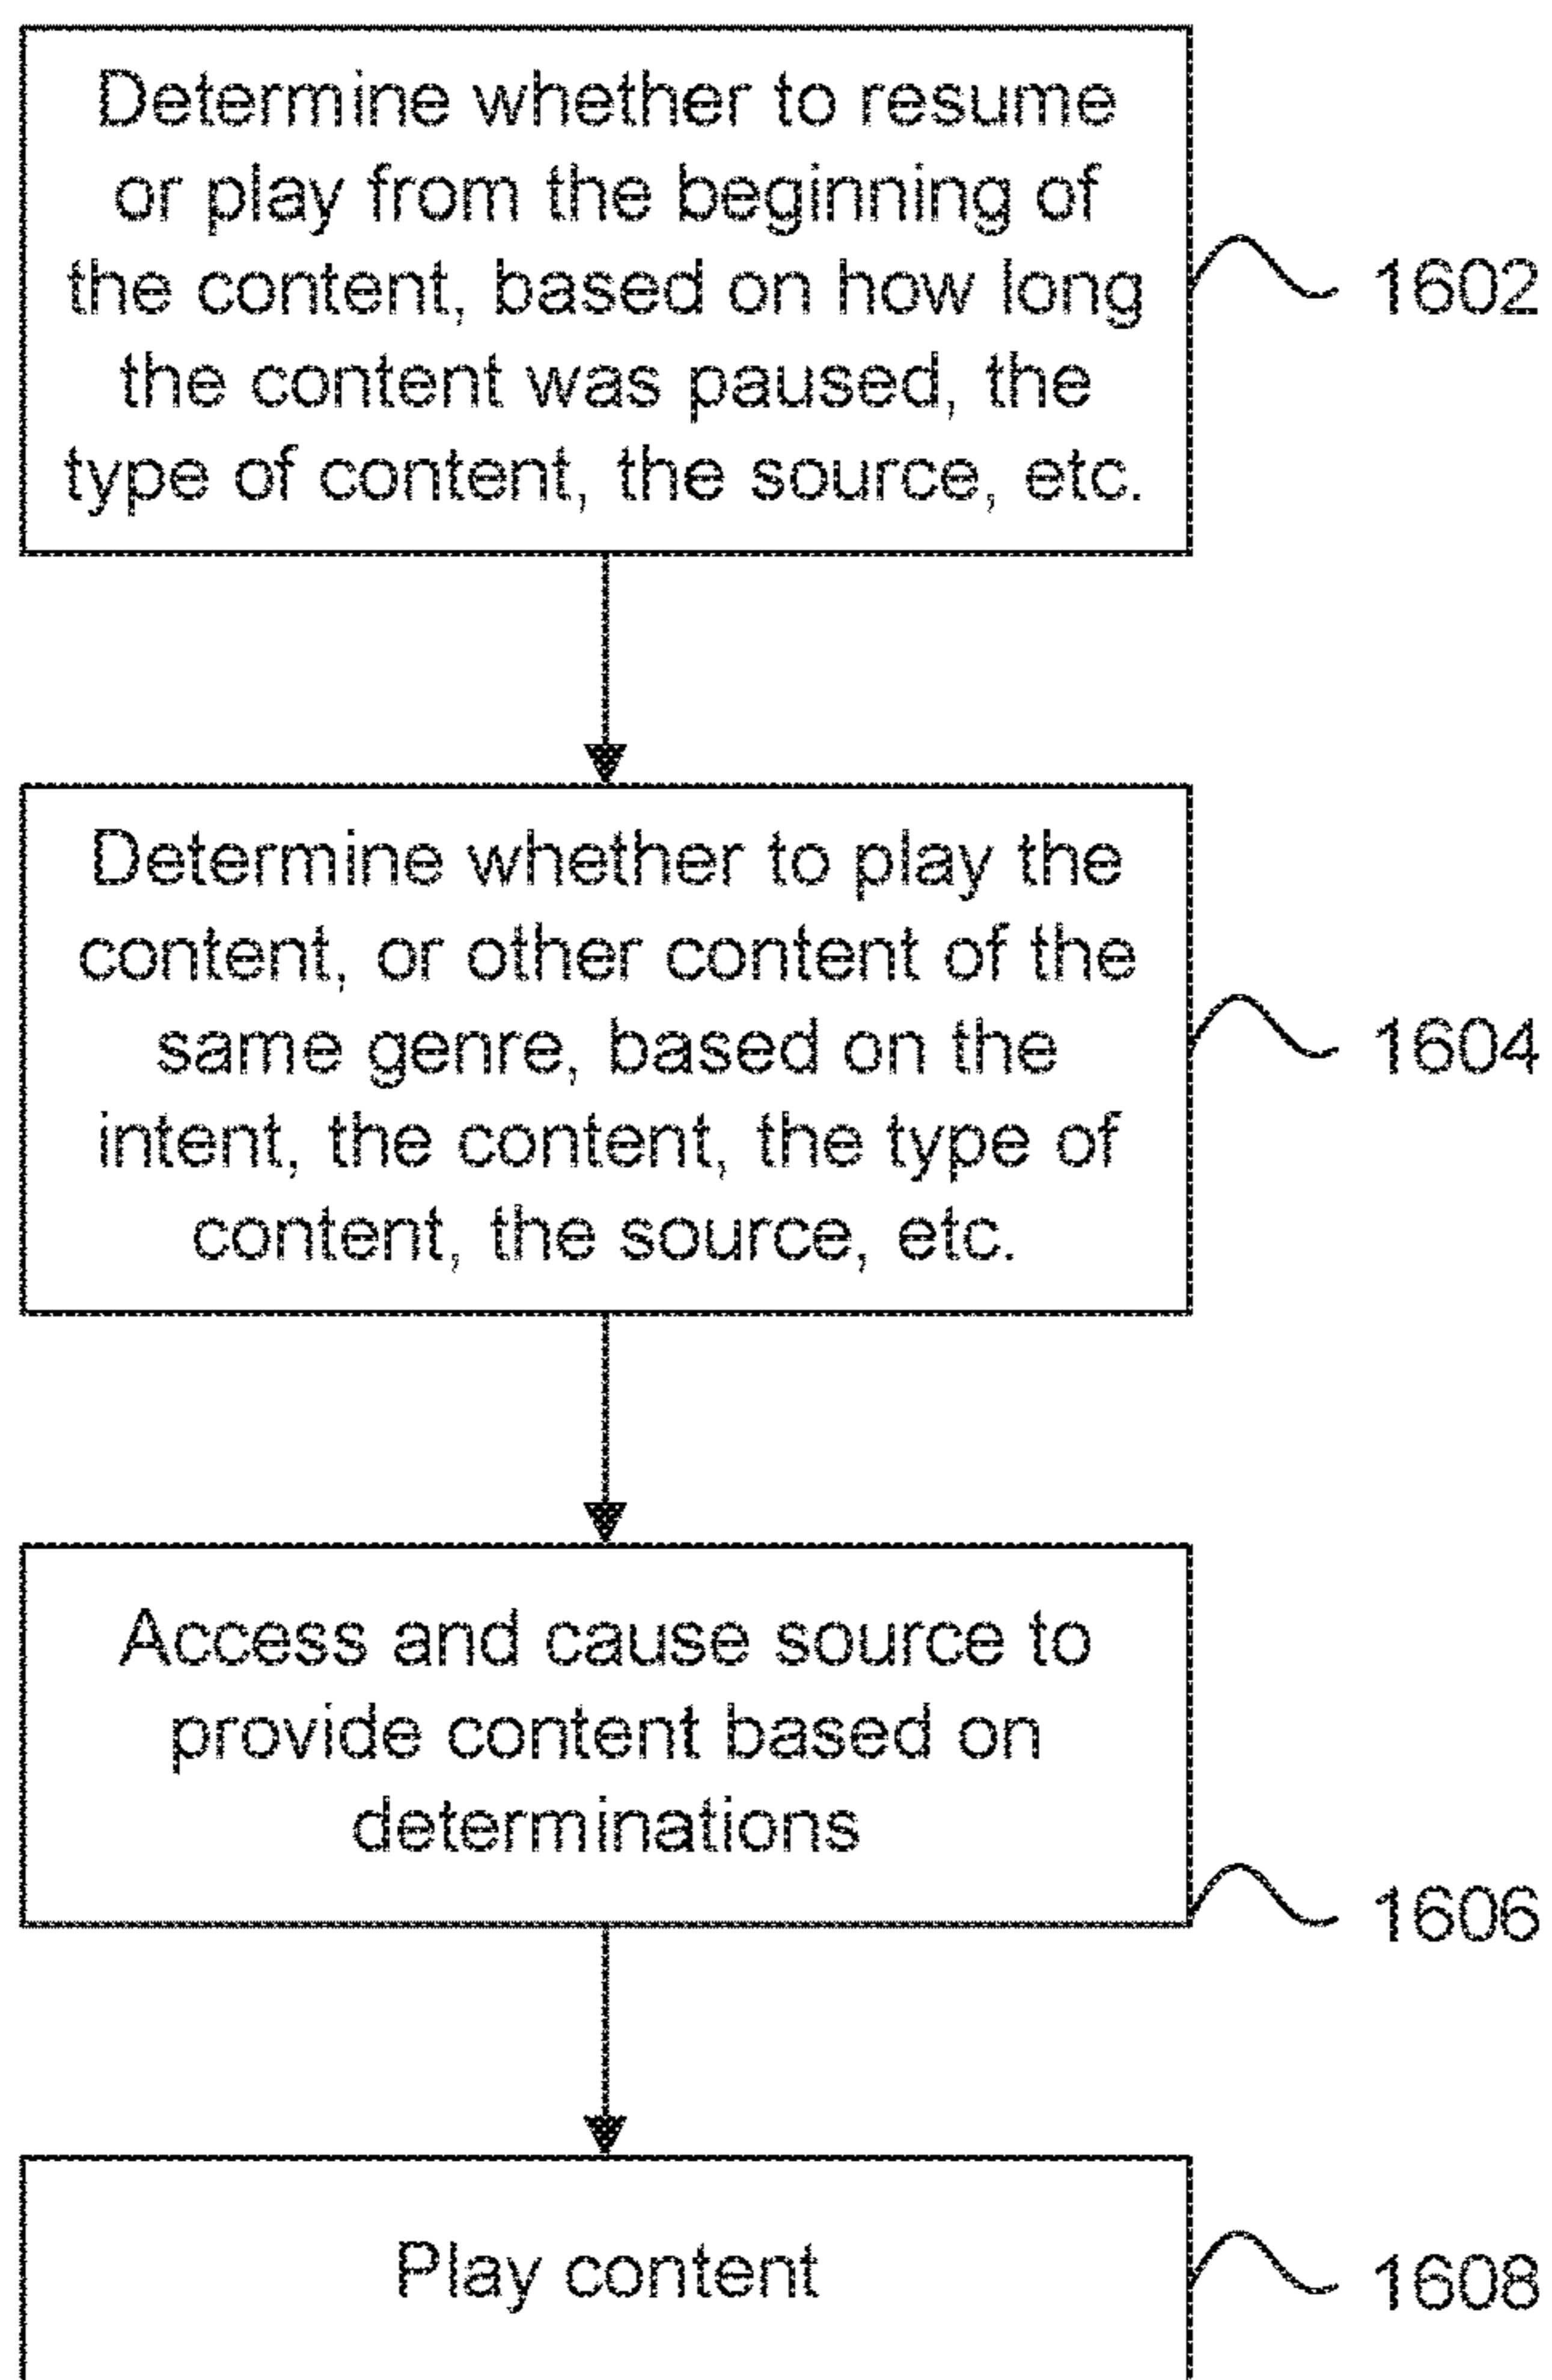 Determine whether to resume
or play from the beginning of
the content, based on how long
the content was paused, the
type of content, the source, etc.
1602
Determine whether to play the
content, or other content of the
same genre, based on the
intent, the content, the type of
content, the source, etc.
1604
Access and cause source to
provide content based on
determinations
1606
Play content
1608